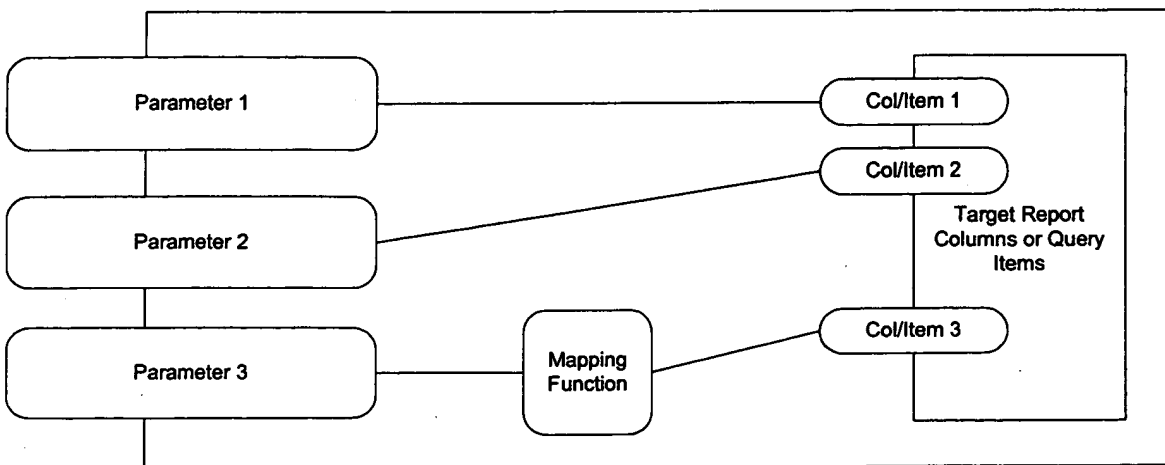 Parameter 1
Col/Item 1
Col/Item 2
Parameter 2
Target Report
Columns or Query
Items
Col/Item 3
Parameter 3
Mapping
Function